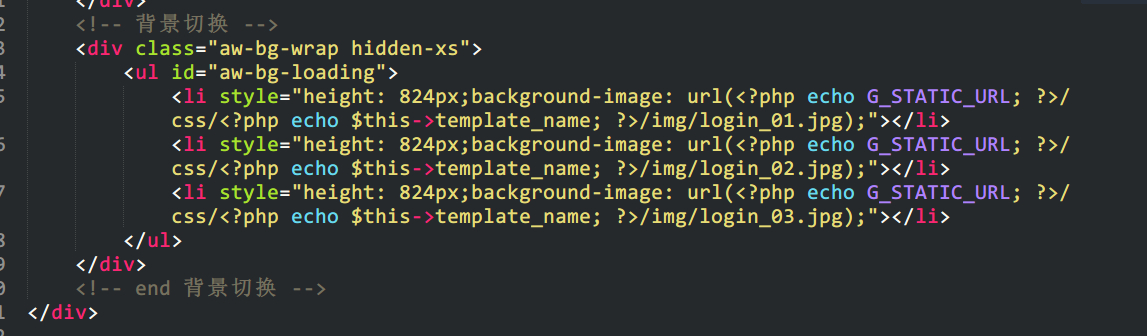 </div>
2 <!-- 背景切换 -->
3 <div class="aw-bg-wrap hidden-xs">
4 <ul id="aw-bg-loading">
5 <li style="height: 824px;background-image: url(<?php echo G_STATIC_URL; ?>/
css/<?php echo $this->template_name; ?>/img/login_01.jpg);"></li>
6 <li style="height: 824px;background-image: url(<?php echo G_STATIC_URL; ?>/
css/<?php echo $this->template_name; ?>/img/login_02.jpg);"></li>
7 <li style="height: 824px;background-image: url(<?php echo G_STATIC_URL; ?>/
css/<?php echo $this->template_name; ?>/img/login_03.jpg);"></li>
8 </ul>
9 </div>
0 <!-- end 背景切换 -->
1 </div>